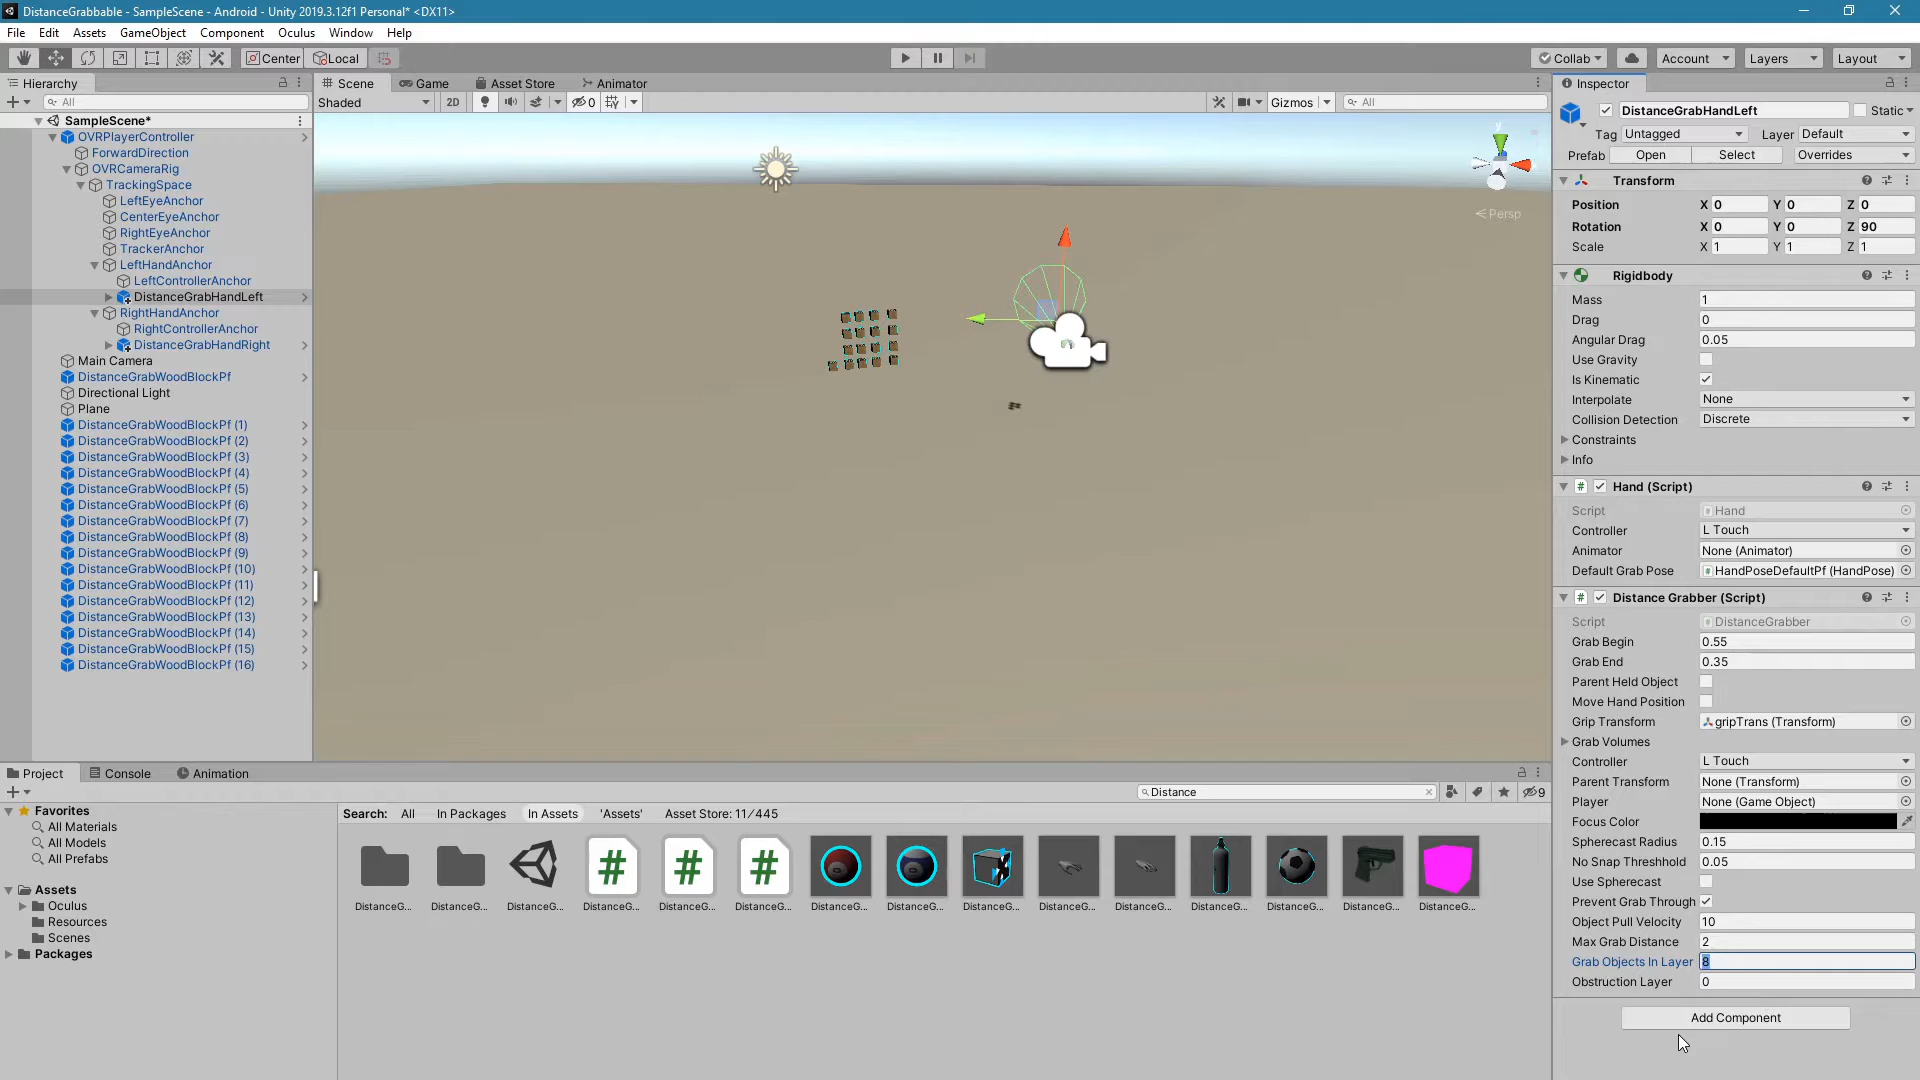 DistanceGrabbable - SampleScene - Android - Unity 2019.3.12f1 Personal* <DX11>
File Edit Assets GameObject Component Oculus Window Help
Center Local Collab Account Layers Layout
Hierarchy
All
SampleScene*
OVRPlayerController
ForwardDirection
OVRCameraRig
TrackingSpace
LeftEyeAnchor
CenterEyeAnchor
RightEyeAnchor
TrackerAnchor
LeftHandAnchor
LeftControllerAnchor
DistanceGrabHandLeft
RightHandAnchor
RightControllerAnchor
DistanceGrabHandRight
Main Camera
DistanceGrabWoodBlockPf
Directional Light
Plane
DistanceGrabWoodBlockPf (1)
DistanceGrabWoodBlockPf (2)
DistanceGrabWoodBlockPf (3)
DistanceGrabWoodBlockPf (4)
DistanceGrabWoodBlockPf (5)
DistanceGrabWoodBlockPf (6)
DistanceGrabWoodBlockPf (7)
DistanceGrabWoodBlockPf (8)
DistanceGrabWoodBlockPf (9)
DistanceGrabWoodBlockPf (10)
DistanceGrabWoodBlockPf (11)
DistanceGrabWoodBlockPf (12)
DistanceGrabWoodBlockPf (13)
DistanceGrabWoodBlockPf (14)
DistanceGrabWoodBlockPf (15)
DistanceGrabWoodBlockPf (16)
Scene Game Asset Store Animator
Shaded 2D 0 Gizmos All
y
Persp
Inspector
DistanceGrabHandLeft Static
Tag Untagged Layer Default
Prefab Open Select Overrides
Transform
Position X 0 Y 0 Z 0
Rotation X 0 Y 0 Z 90
Scale X 1 Y 1 Z 1
Rigidbody
Mass 1
Drag 0
Angular Drag 0.05
Use Gravity
Is Kinematic
Interpolate None
Collision Detection Discrete
Constraints
Info
Hand (Script)
Script Hand
Controller L Touch
Animator None (Animator)
Default Grab Pose HandPoseDefaultPf (HandPose)
Distance Grabber (Script)
Script DistanceGrabber
Grab Begin 0.55
Grab End 0.35
Parent Held Object
Move Hand Position
Grip Transform gripTrans (Transform)
Grab Volumes
Controller L Touch
Parent Transform None (Transform)
Player None (Game Object)
Focus Color
Spherecast Radius 0.15
No Snap Threshhold 0.05
Use Spherecast
Prevent Grab Through
Object Pull Velocity 10
Max Grab Distance 2
Grab Objects In Layer 8
Obstruction Layer 0
Add Component
Project Console Animation
Distance 9
Favorites
All Materials
All Models
All Prefabs
Assets
Oculus
Resources
Scenes
Packages
Search: All In Packages In Assets 'Assets' Asset Store: 11/445
DistanceG... DistanceG... DistanceG... DistanceG... DistanceG... DistanceG... DistanceG... DistanceG... DistanceG... DistanceG... DistanceG... DistanceG... DistanceG... DistanceG... DistanceG...